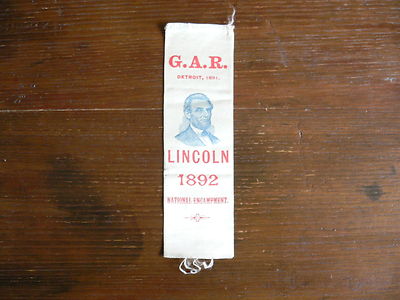 G.A.R.
DETROIT, 1891.
LINCOLN
1892
NATIONAL ENCAMPMENT.